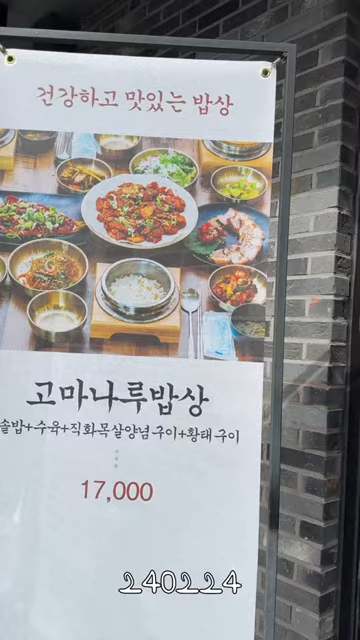 건강하고 맛있는 밥상
고마나루밥상
솔밥+수육+직화목살양념구이+황태구이
17,000
240224